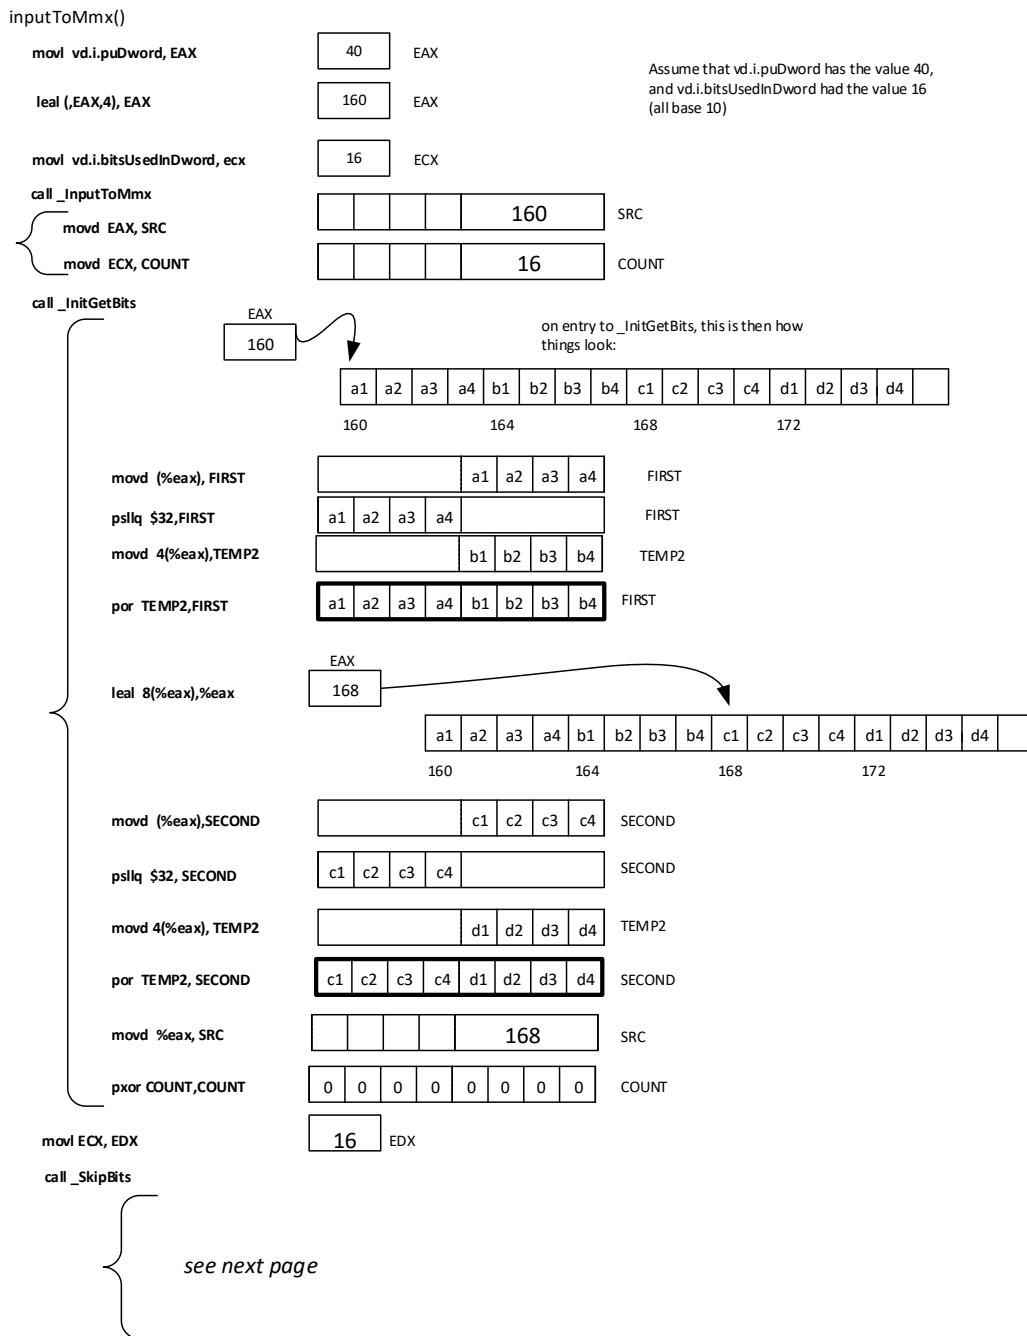 inputToMmx()
movl vd.i.puDword, EAX 40 EAX
Assume that vd.i.puDword has the value 40,
and vd.i.bitsUsedInDword had the value 16
(all base 10)
leal (,EAX,4), EAX 160 EAX
movl vd.i.bitsUsedInDword, ecx 16 ECX
call _InputToMmx
movd EAX, SRC 160 SRC
movd ECX, COUNT 16 COUNT
call _InitGetBits
EAX
160
on entry to _InitGetBits, this is then how
things look:
a1 a2 a3 a4 b1 b2 b3 b4 c1 c2 c3 c4 d1 d2 d3 d4
160 164 168 172
movd (%eax), FIRST a1 a2 a3 a4 FIRST
psllq $32,FIRST a1 a2 a3 a4 FIRST
movd 4(%eax),TEMP2 b1 b2 b3 b4 TEMP2
por TEMP2,FIRST a1 a2 a3 a4 b1 b2 b3 b4 FIRST
EAX
leal 8(%eax),%eax 168
a1 a2 a3 a4 b1 b2 b3 b4 c1 c2 c3 c4 d1 d2 d3 d4
160 164 168 172
movd (%eax),SECOND c1 c2 c3 c4 SECOND
psllq $32, SECOND c1 c2 c3 c4 SECOND
movd 4(%eax), TEMP2 d1 d2 d3 d4 TEMP2
por TEMP2, SECOND c1 c2 c3 c4 d1 d2 d3 d4 SECOND
movd %eax, SRC 168 SRC
pxor COUNT,COUNT 0 0 0 0 0 0 0 0 COUNT
movl ECX, EDX 16 EDX
call _SkipBits
see next page